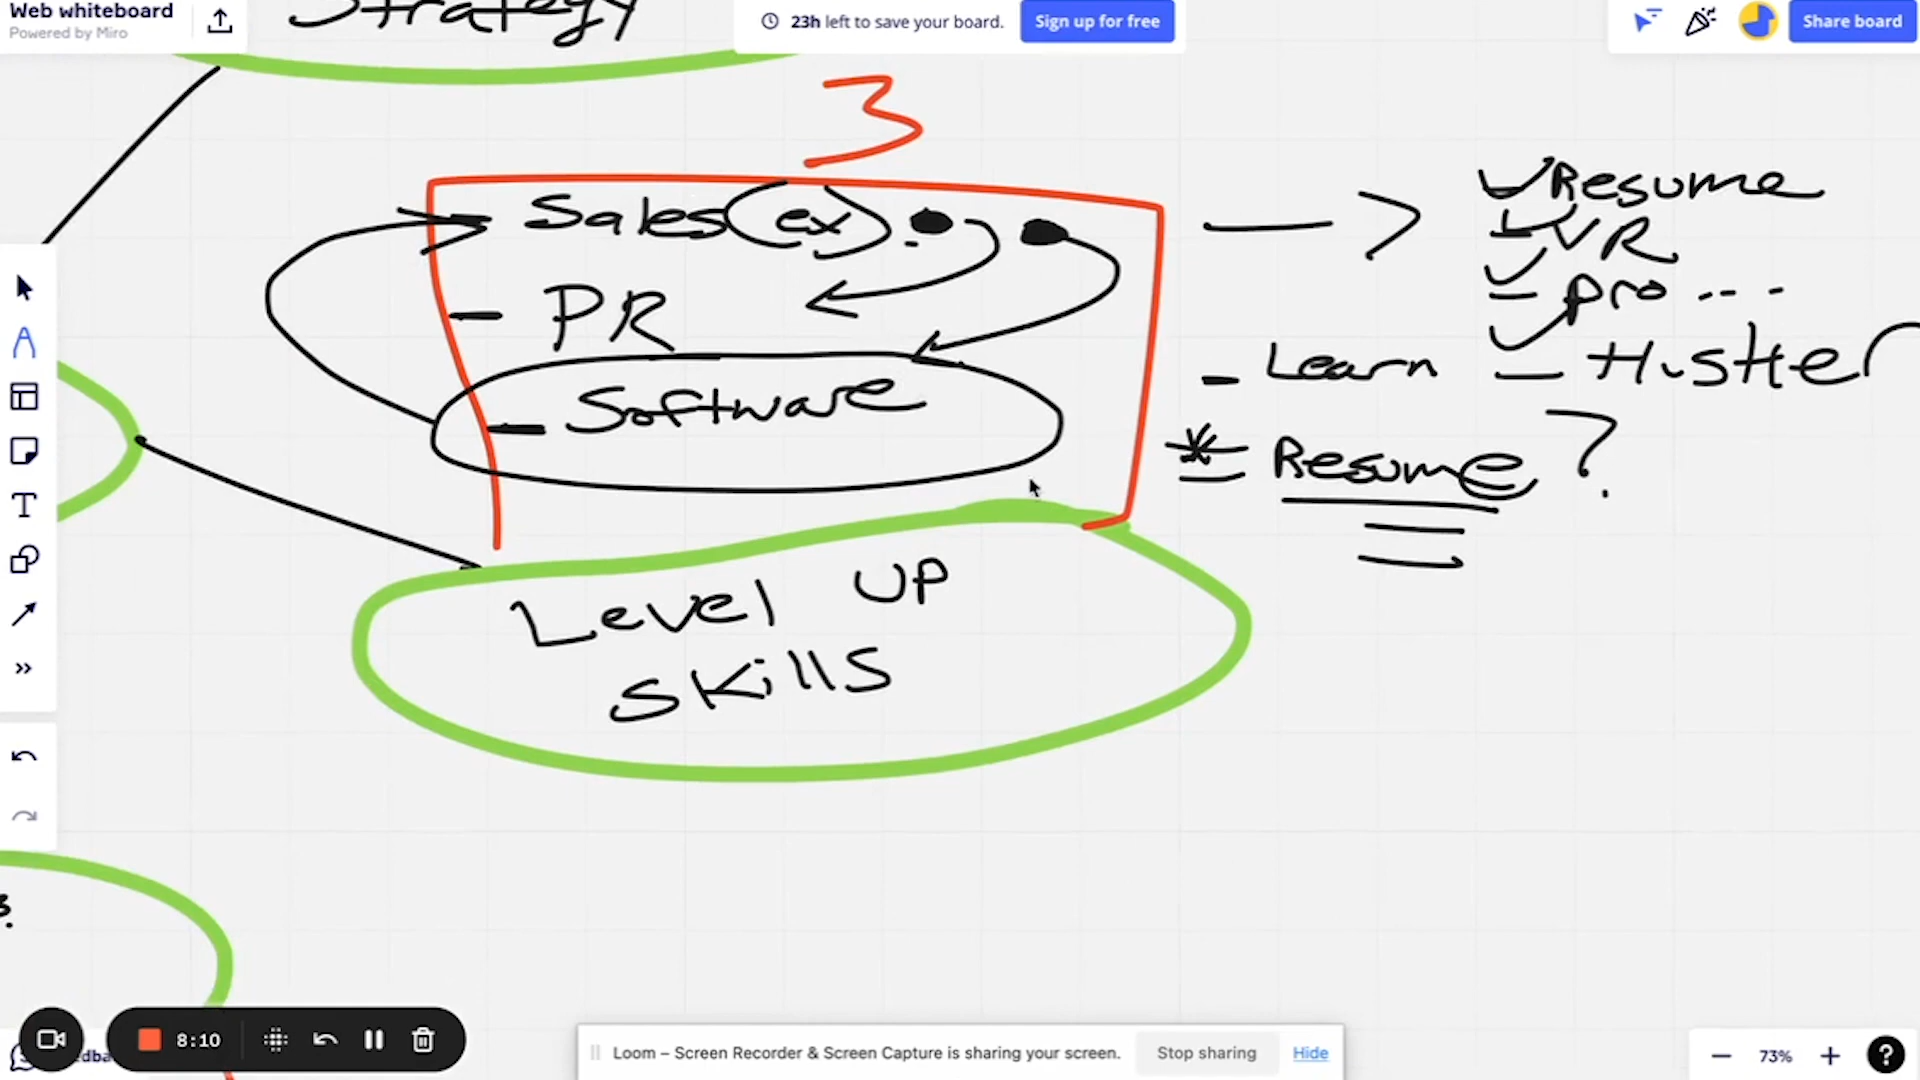 Web whiteboard
Powered by Miro
Strategy
23h left to save your board.
Sign up for free
Share board
3
- Sales (ex).
- PR
- Software
Resume
- VR
- Pro ...
- Learn
- Hustler
* Resume ?
Level UP
Skills
T
8:10
Loom – Screen Recorder & Screen Capture is sharing your screen.
Stop sharing
Hide
73%
?